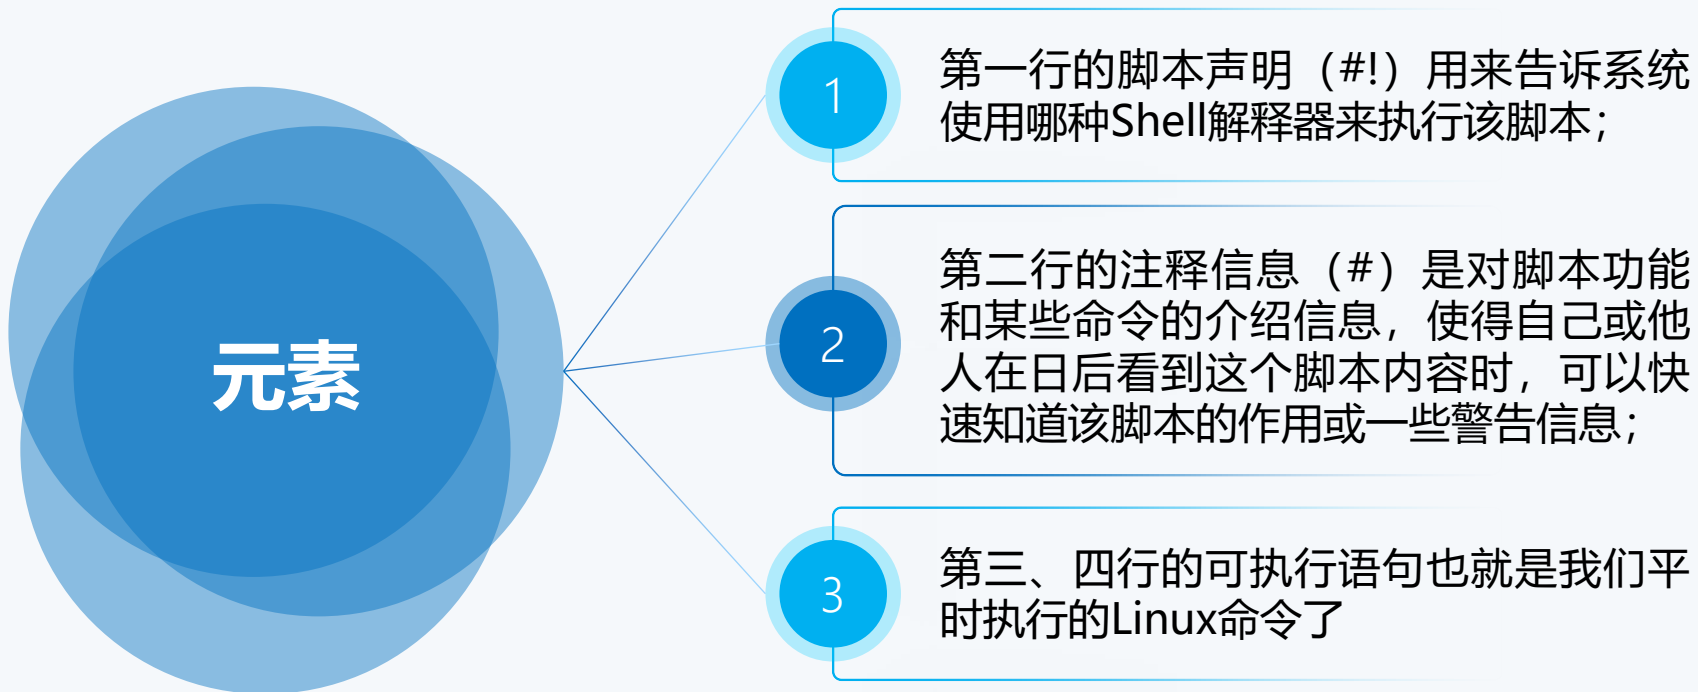 元素
1
第一行的脚本声明（#!）用来告诉系统
使用哪种Shell解释器来执行该脚本；
2
第二行的注释信息（#）是对脚本功能
和某些命令的介绍信息，使得自己或他
人在日后看到这个脚本内容时，可以快
速知道该脚本的作用或一些警告信息；
3
第三、四行的可执行语句也就是我们平
时执行的Linux命令了